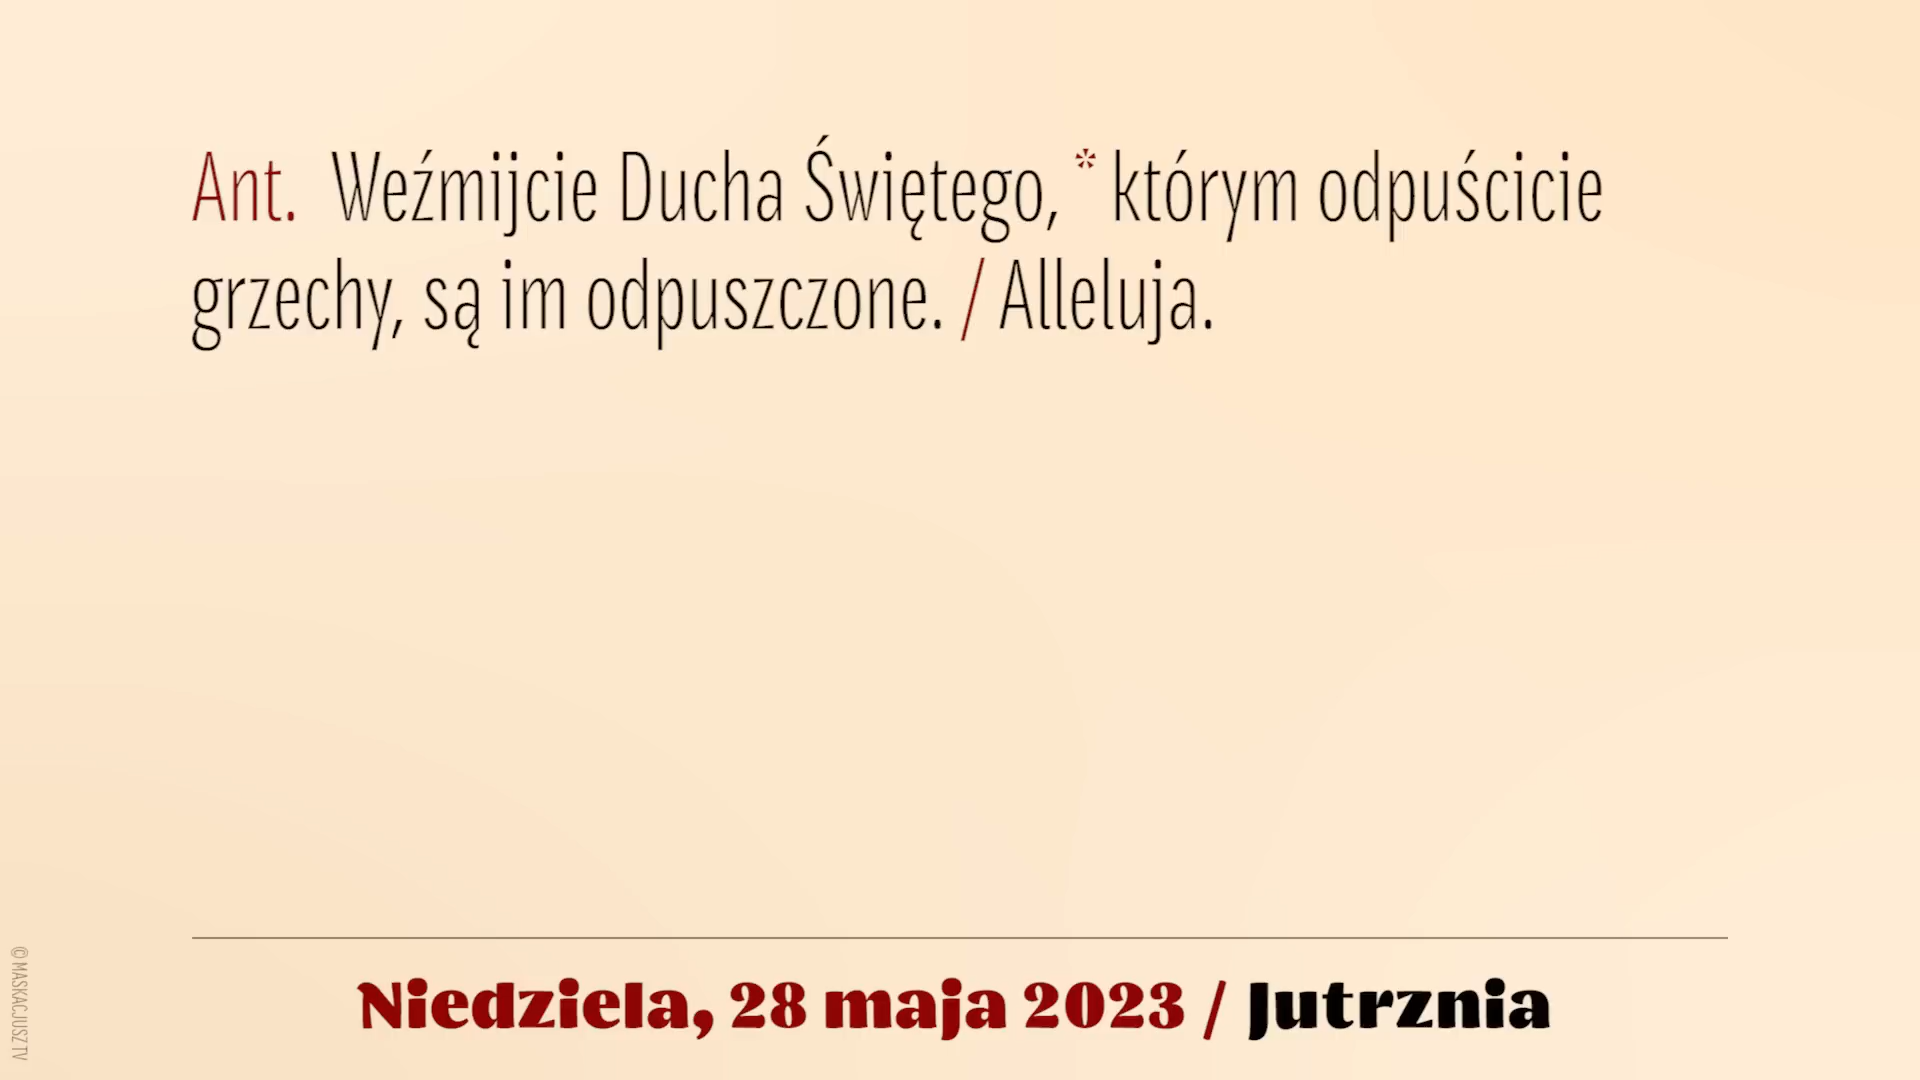 Ant. Weźmijcie Ducha Świętego, * którym odpuścicie
grzechy, są im odpuszczone. / Alleluja.
Niedziela, 28 maja 2023 / Jutrznia
© MASKACJUSZ TV